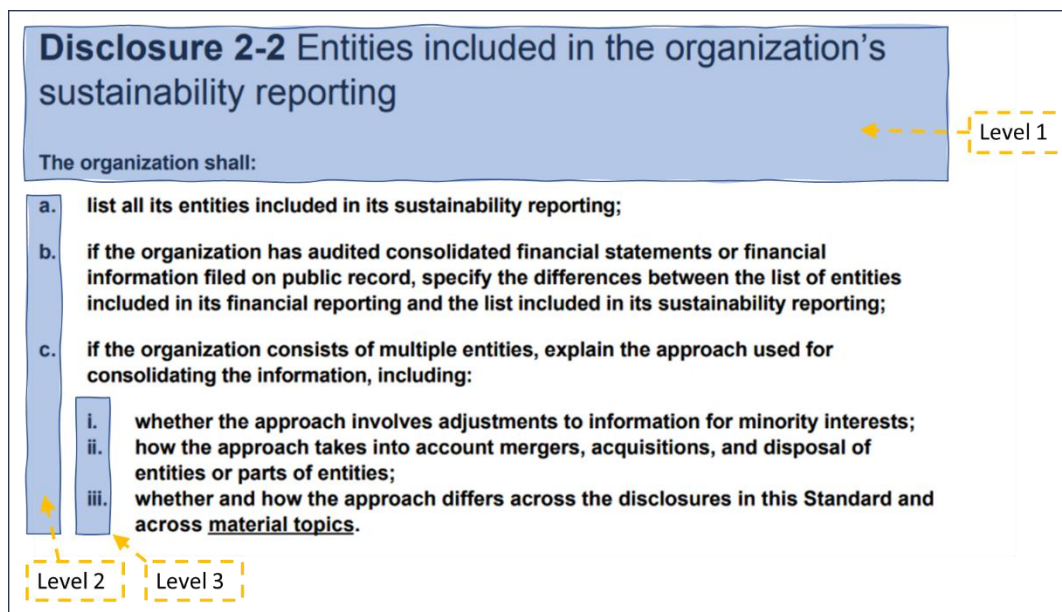 Disclosure 2-2 Entities included in the organization's
sustainability reporting
Level 1
The organization shall:
a. list all its entities included in its sustainability reporting;
b. if the organization has audited consolidated financial statements or financial
information filed on public record, specify the differences between the list of entities
included in its financial reporting and the list included in its sustainability reporting;
c. if the organization consists of multiple entities, explain the approach used for
consolidating the information, including:
i. whether the approach involves adjustments to information for minority interests;
ii. how the approach takes into account mergers, acquisitions, and disposal of
entities or parts of entities;
iii. whether and how the approach differs across the disclosures in this Standard and
across material topics.
Level 2
Level 3